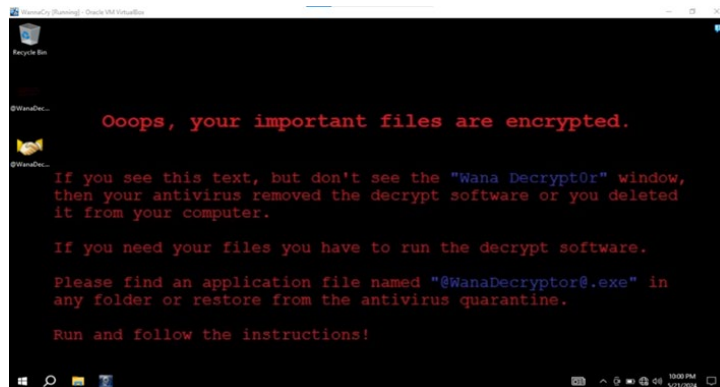 WannaCry [Running] - Oracle VM VirtualBox
Recycle Bin
@WanaDec...
@WanaDec...
Ooops, your important files are encrypted.
If you see this text, but don't see the "Wana Decrypt0r" window,
then your antivirus removed the decrypt software or you deleted
it from your computer.
If you need your files you have to run the decrypt software.
Please find an application file named "@WanaDecryptor@.exe" in
any folder or restore from the antivirus quarantine.
Run and follow the instructions!
10:00 PM
5/21/2024